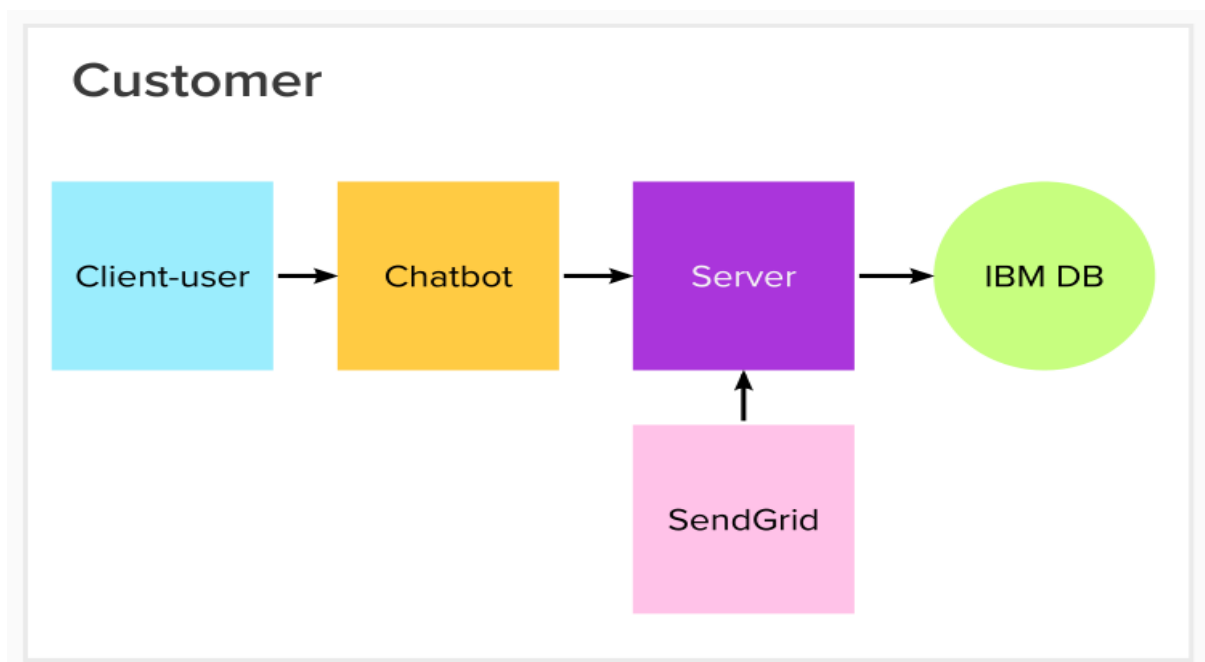 Customer
Client-user
Chatbot
Server
IBM DB
SendGrid